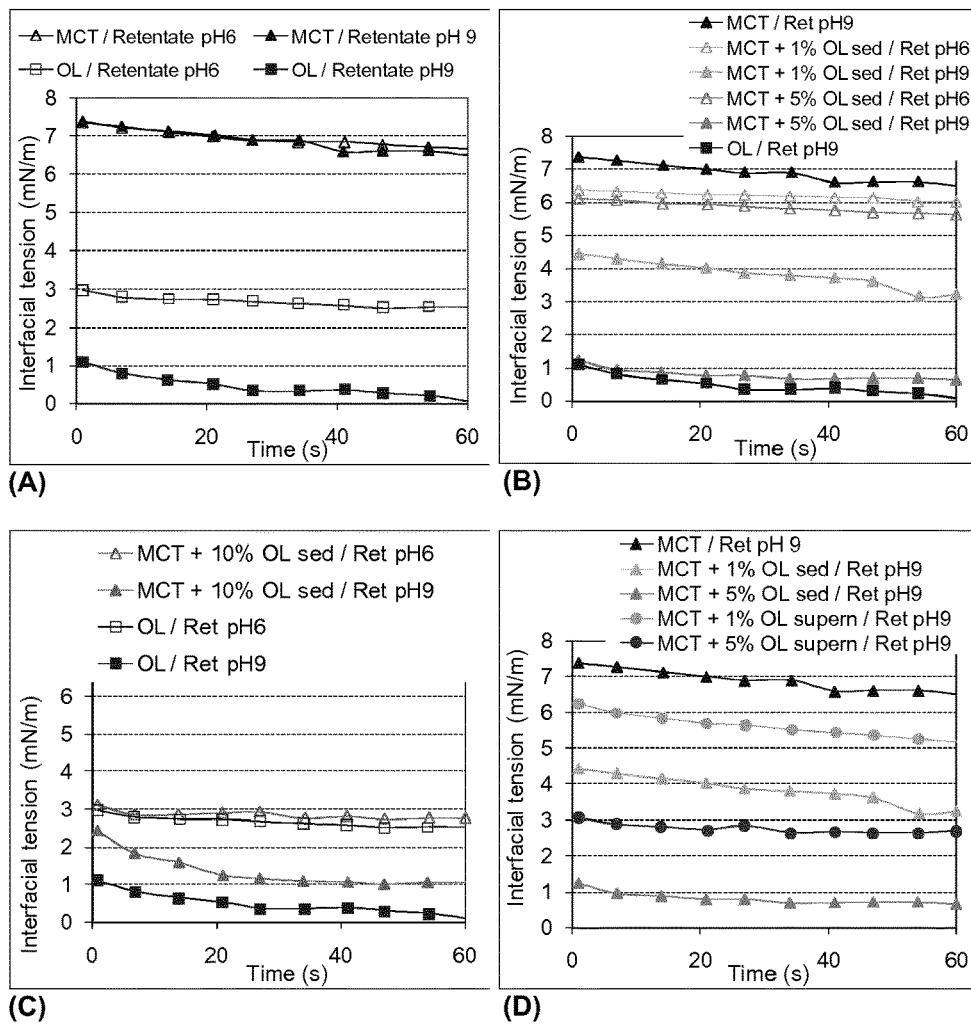 MCT / Retentate pH6 MCT / Retentate pH 9
OL / Retentate pH6 OL / Retentate pH9
Interfacial tension (mN/m)
8
7
6
5
4
3
2
1
0
0 20 40 60
Time (s)
(A)
MCT / Ret pH9
MCT + 1% OL sed / Ret pH6
MCT + 1% OL sed / Ret pH9
MCT + 5% OL sed / Ret pH6
MCT + 5% OL sed / Ret pH9
OL / Ret pH9
Interfacial tension (mN/m)
8
7
6
5
4
3
2
1
0
0 20 40 60
Time (s)
(B)
MCT + 10% OL sed / Ret pH6
MCT + 10% OL sed / Ret pH9
OL / Ret pH6
OL / Ret pH9
Interfacial tension (mN/m)
6
5
4
3
2
1
0
0 20 40 60
Time (s)
(C)
MCT / Ret pH 9
MCT + 1% OL sed / Ret pH9
MCT + 5% OL sed / Ret pH9
MCT + 1% OL supern / Ret pH9
MCT + 5% OL supern / Ret pH9
Interfacial tension (mN/m)
8
7
6
5
4
3
2
1
0
0 20 40 60
Time (s)
(D)